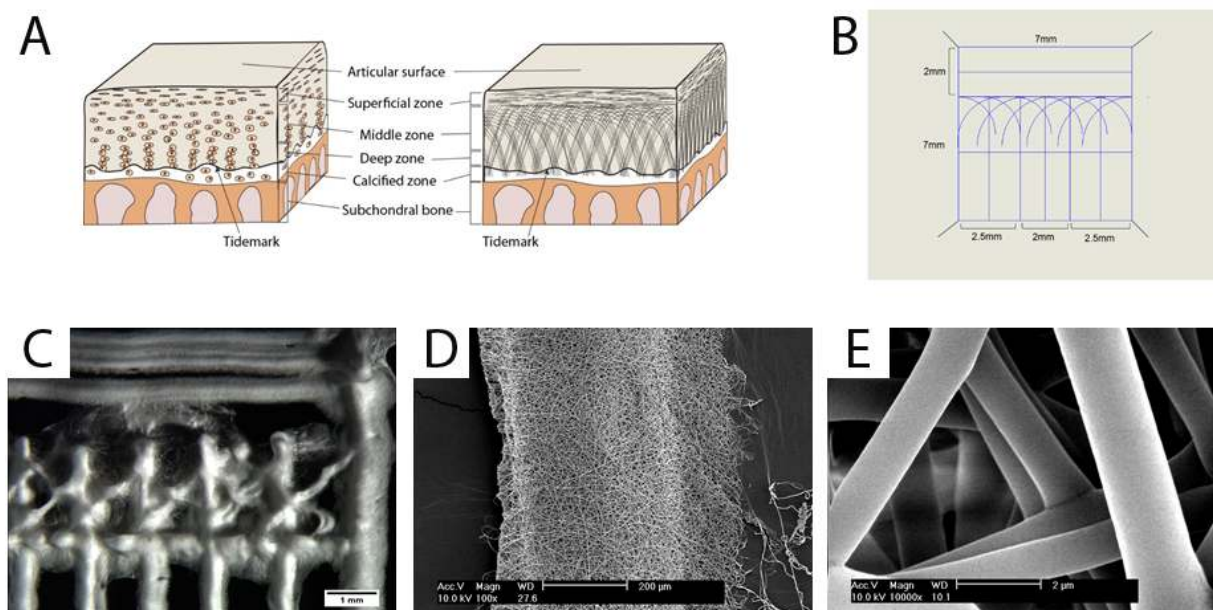 A
Articular surface
Superficial zone
Middle zone
Deep zone
Calcified zone
Subchondral bone
Tidemark
Tidemark
B
7mm
2mm
7mm
2.5mm
2mm
2.5mm
C
1 mm
D
Acc.V Magn WD
10.0 kV 100x 27.6
200 µm
E
Acc.V Magn WD
10.0 kV 10000x 10.1
2 µm